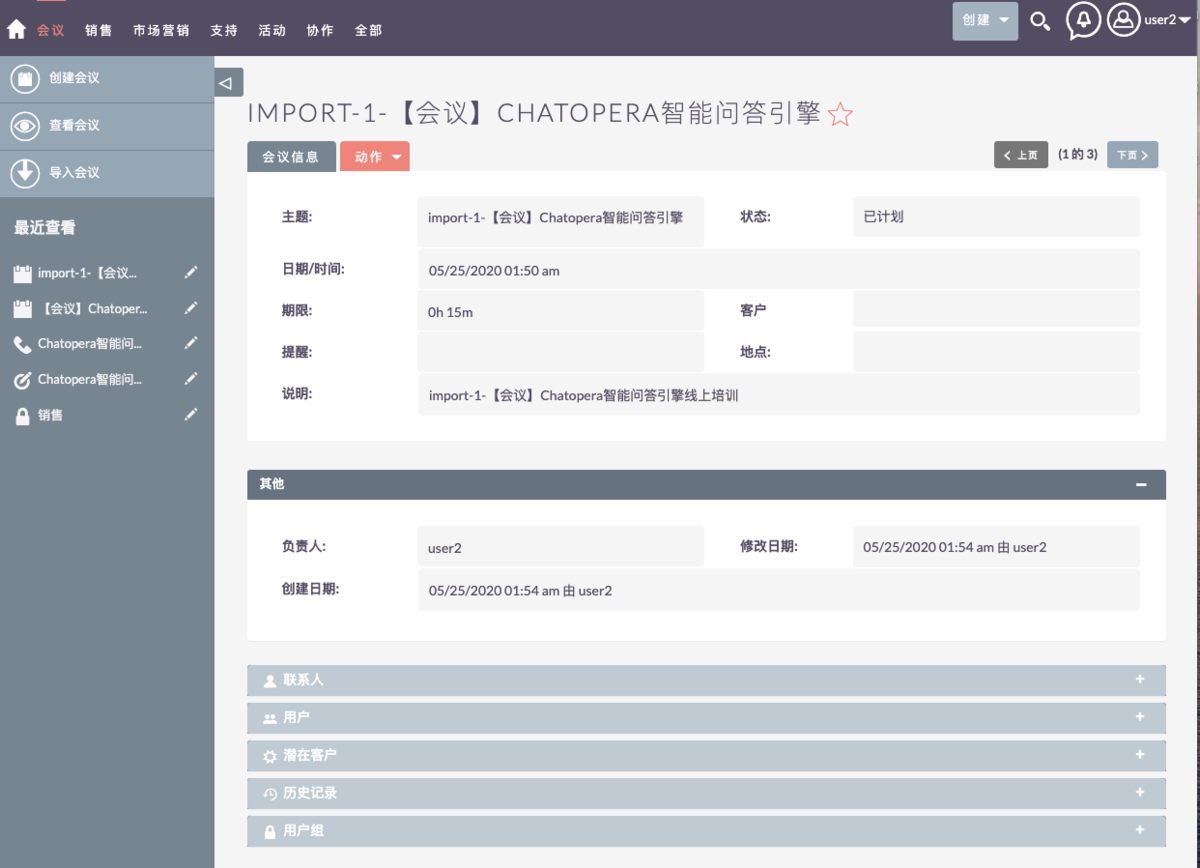 会议 销售 市场营销 支持 活动 协作 全部 创建 user2
创建会议
查看会议
导入会议
最近查看
import-1-【会议...
【会议】Chatoper...
Chatopera智能问...
Chatopera智能问...
销售
IMPORT-1-【会议】CHATOPERA智能问答引擎
会议信息 动作 上页 (1 的 3) 下页
主题: import-1-【会议】Chatopera智能问答引擎 状态: 已计划
日期/时间: 05/25/2020 01:50 am
期限: 0h 15m 客户
提醒: 地点:
说明: import-1-【会议】Chatopera智能问答引擎线上培训
其他
负责人: user2 修改日期: 05/25/2020 01:54 am 由 user2
创建日期: 05/25/2020 01:54 am 由 user2
联系人
用户
潜在客户
历史记录
用户组